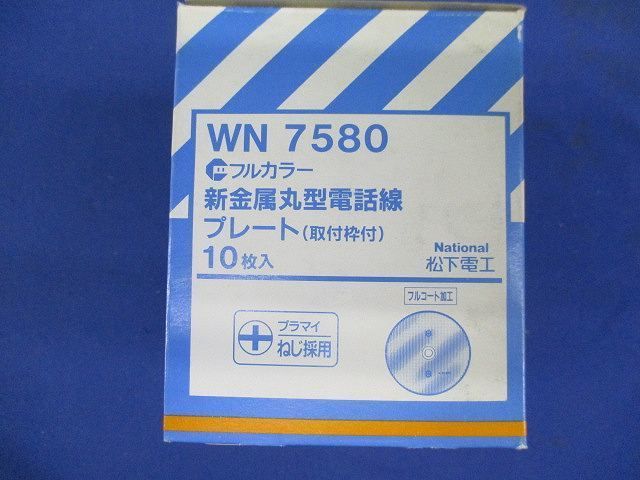 WN 7580
フルカラー
新金属丸型電話線
プレート(取付枠付)
10枚入
National
松下電工
フルコート加工
プラマイ
ねじ採用